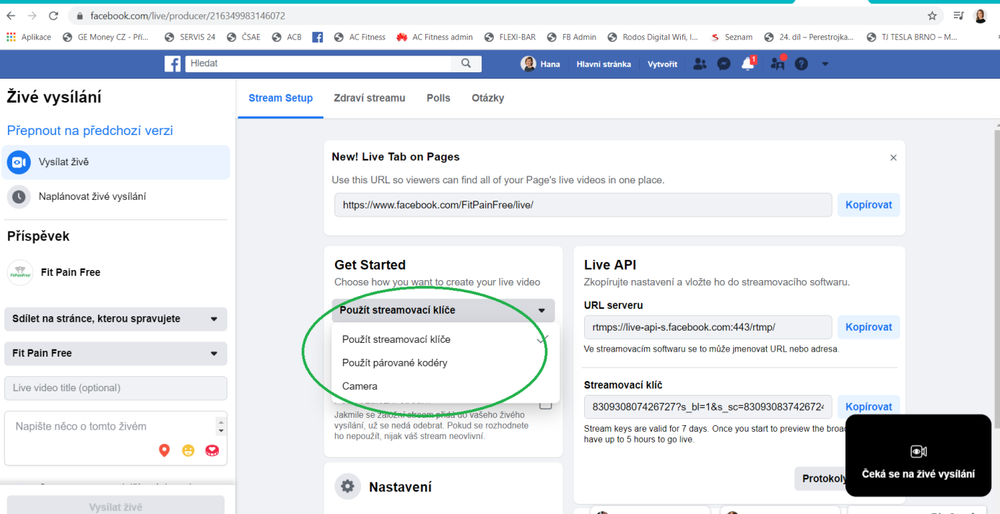 facebook.com/live/producer/216349983146072
Aplikace GE Money CZ - Pří... SERVIS 24 ČSAE ACB AC Fitness AC Fitness admin FLEXI-BAR FB Admin Rodos Digital Wifi, I... Seznam 24. díl – Perestrojka... TJ TESLA BRNO – M...
Hledat
Hana Hlavní stránka Vytvořit 1
Živé vysílání
Přepnout na předchozí verzi
Vysílat živě
Naplánovat živé vysílání
Příspěvek
FitPainFree
Fit Pain Free
Sdílet na stránce, kterou spravujete
Fit Pain Free
Live video title (optional)
Napište něco o tomto živém
Vysílat živě
Stream Setup Zdraví streamu Polls Otázky
New! Live Tab on Pages
Use this URL so viewers can find all of your Page's live videos in one place.
https://www.facebook.com/FitPainFree/live/ Kopírovat
Get Started
Choose how you want to create your live video
Použít streamovací klíče
Použít streamovací klíče
Použít párované kodéry
Camera
Jakmile se záložní stream přidá do vašeho živého
vysílání, už se nedá odebrat. Pokud se rozhodnete
ho nepoužít, nijak váš stream neovlivní.
Nastavení
Live API
Zkopírujte nastavení a vložte ho do streamovacího softwaru.
URL serveru
rtmps://live-api-s.facebook.com:443/rtmp/ Kopírovat
Ve streamovacím softwaru se to může jmenovat URL nebo adresa.
Streamovací klíč
830930807426727?s_bl=1&s_sc=830930837426724 Kopírovat
Stream keys are valid for 7 days. Once you start to preview the broa
have up to 5 hours to go live.
Protokoly
Čeká se na živé vysílání